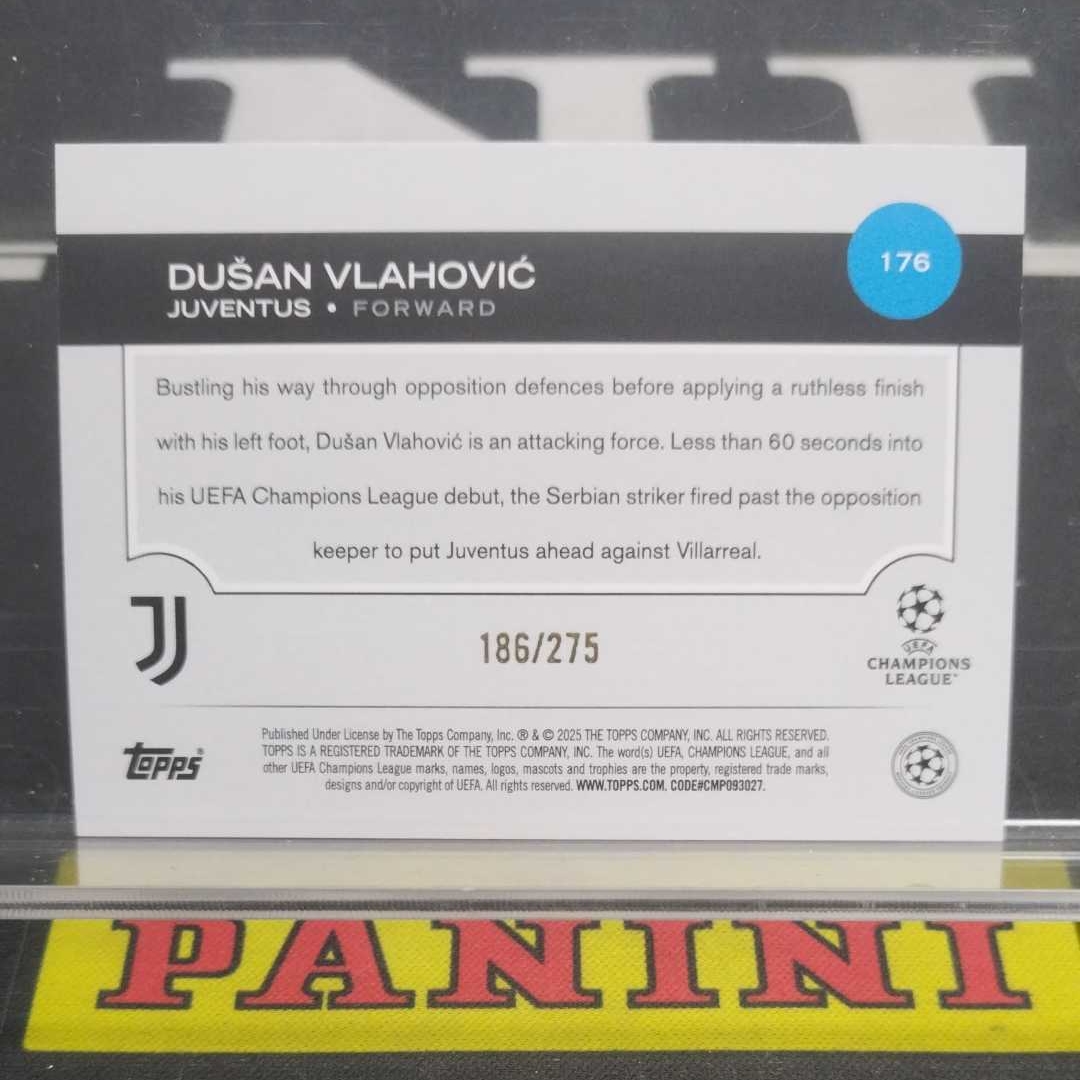 DUŠAN VLAHOVIĆ
176
JUVENTUS • FORWARD
Bustling his way through opposition defences before applying a ruthless finish
with his left foot, Dušan Vlahović is an attacking force. Less than 60 seconds into
his UEFA Champions League debut, the Serbian striker fired past the opposition
keeper to put Juventus ahead against Villarreal.
186/275
UEFA
CHAMPIONS
LEAGUE™
Published Under License by The Topps Company, Inc. ® & © 2025 THE TOPPS COMPANY, INC. ALL RIGHTS RESERVED.
TOPPS IS A REGISTERED TRADEMARK OF THE TOPPS COMPANY, INC. The word(s) UEFA, CHAMPIONS LEAGUE, and all
other UEFA Champions League marks, names, logos, mascots and trophies are the property, registered trade marks,
designs and/or copyright of UEFA. All rights reserved. WWW.TOPPS.COM. CODE#CMP093027.
Topps®
PANINI